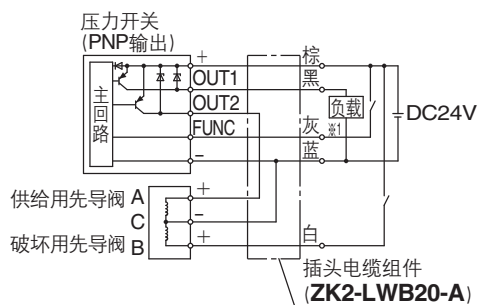 压力开关
(PNP输出)
+
棕
OUT1
黑
主回路
OUT2
负载
DC24V
FUNC
灰
※1
-
蓝
供给用先导阀 A
+
C
-
破坏用先导阀 B
+
白
插头电缆组件
(ZK2-LWB20-A)